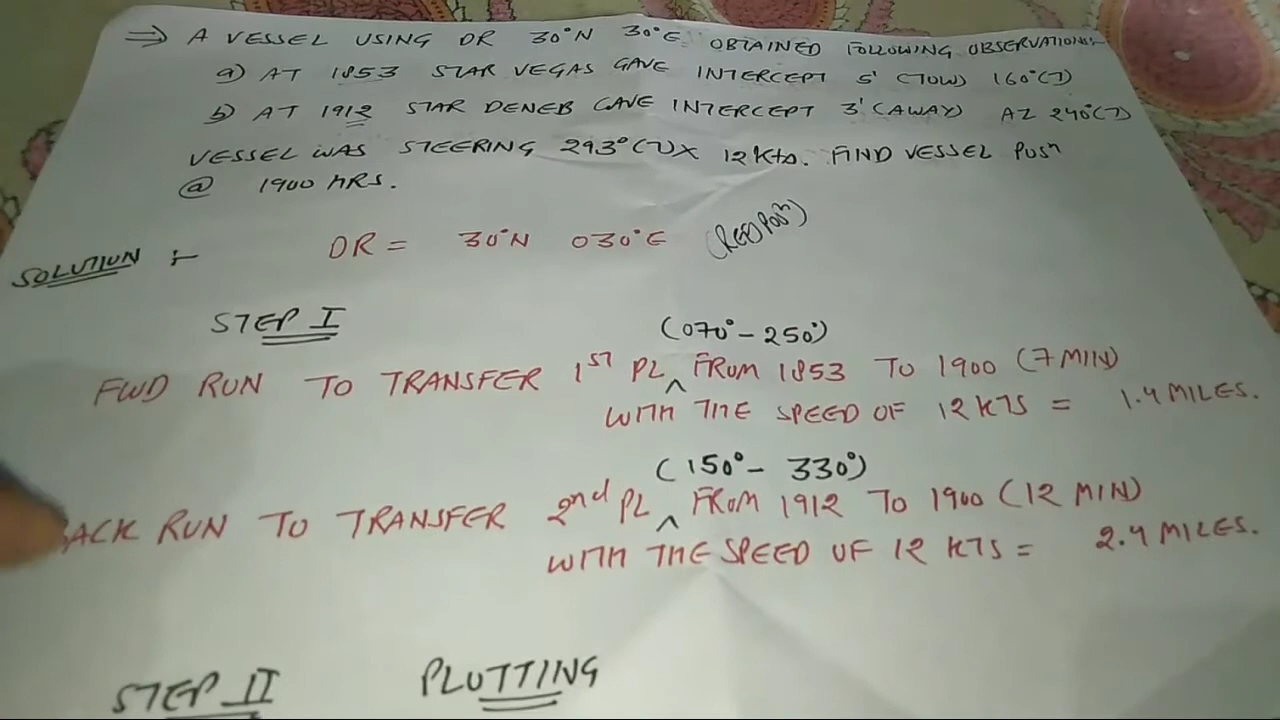 ⇒ A VESSEL USING DR 30°N 30°E OBTAINED FOLLOWING OBSERVATIONS:-
a) AT 1853 STAR VEGAS GAVE INTERCEPT 5' (TOW) 160°(T)
b) AT 1912 STAR DENEB GAVE INTERCEPT 3' (AWAY) AZ 240°(T)
VESSEL WAS STEERING 293°(T) X 12 Kts. FIND VESSEL POSn
@ 1900 HRS.
SOLUTION :- DR = 30°N 030°E (RED POSn)
STEP I
(070° - 250°)
FWD RUN TO TRANSFER 1ST PL ^ FROM 1853 TO 1900 (7 MIN)
WITH THE SPEED OF 12 KTS = 1.4 MILES.
(150° - 330°)
BACK RUN TO TRANSFER 2nd PL ^ FROM 1912 TO 1900 (12 MIN)
WITH THE SPEED OF 12 KTS = 2.4 MILES.
STEP II PLOTTING